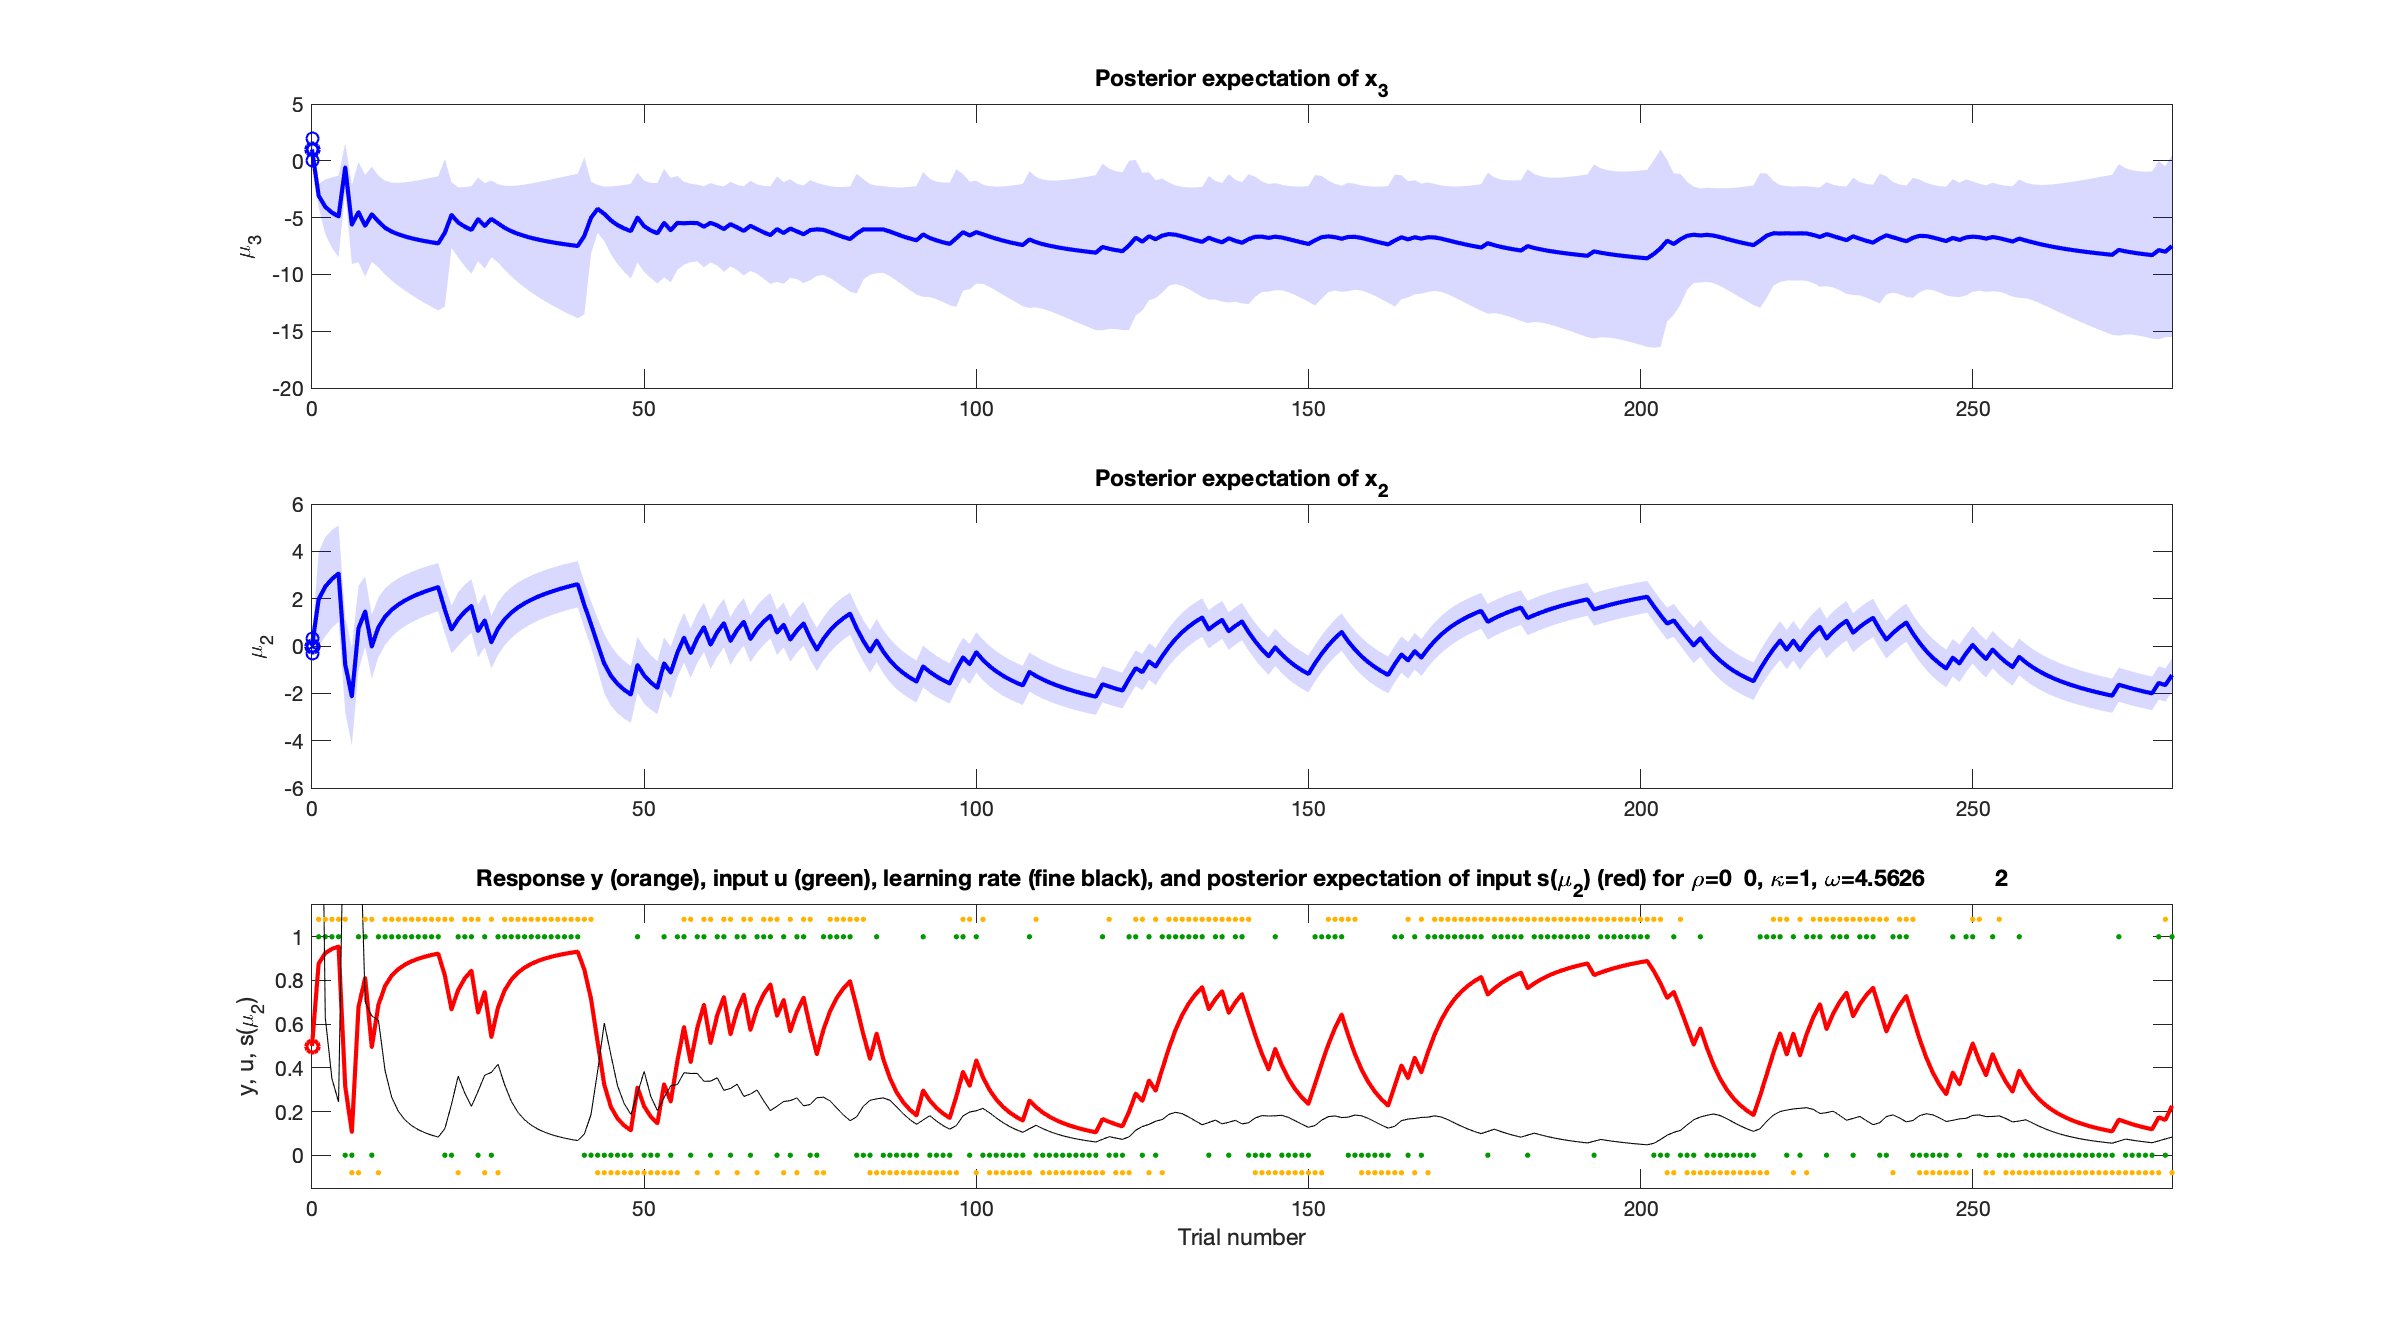 Posterior expectation of x3
5
0
-5
-10
-15
-20
μ3
0 50 100 150 200 250
Posterior expectation of x2
6
4
2
0
-2
-4
-6
μ2
0 50 100 150 200 250
Response y (orange), input u (green), learning rate (fine black), and posterior expectation of input s(μ2) (red) for ρ=0 0, κ=1, ω=4.5626 2
1
0.8
0.6
0.4
0.2
0
y, u, s(μ2)
0 50 100 150 200 250
Trial number